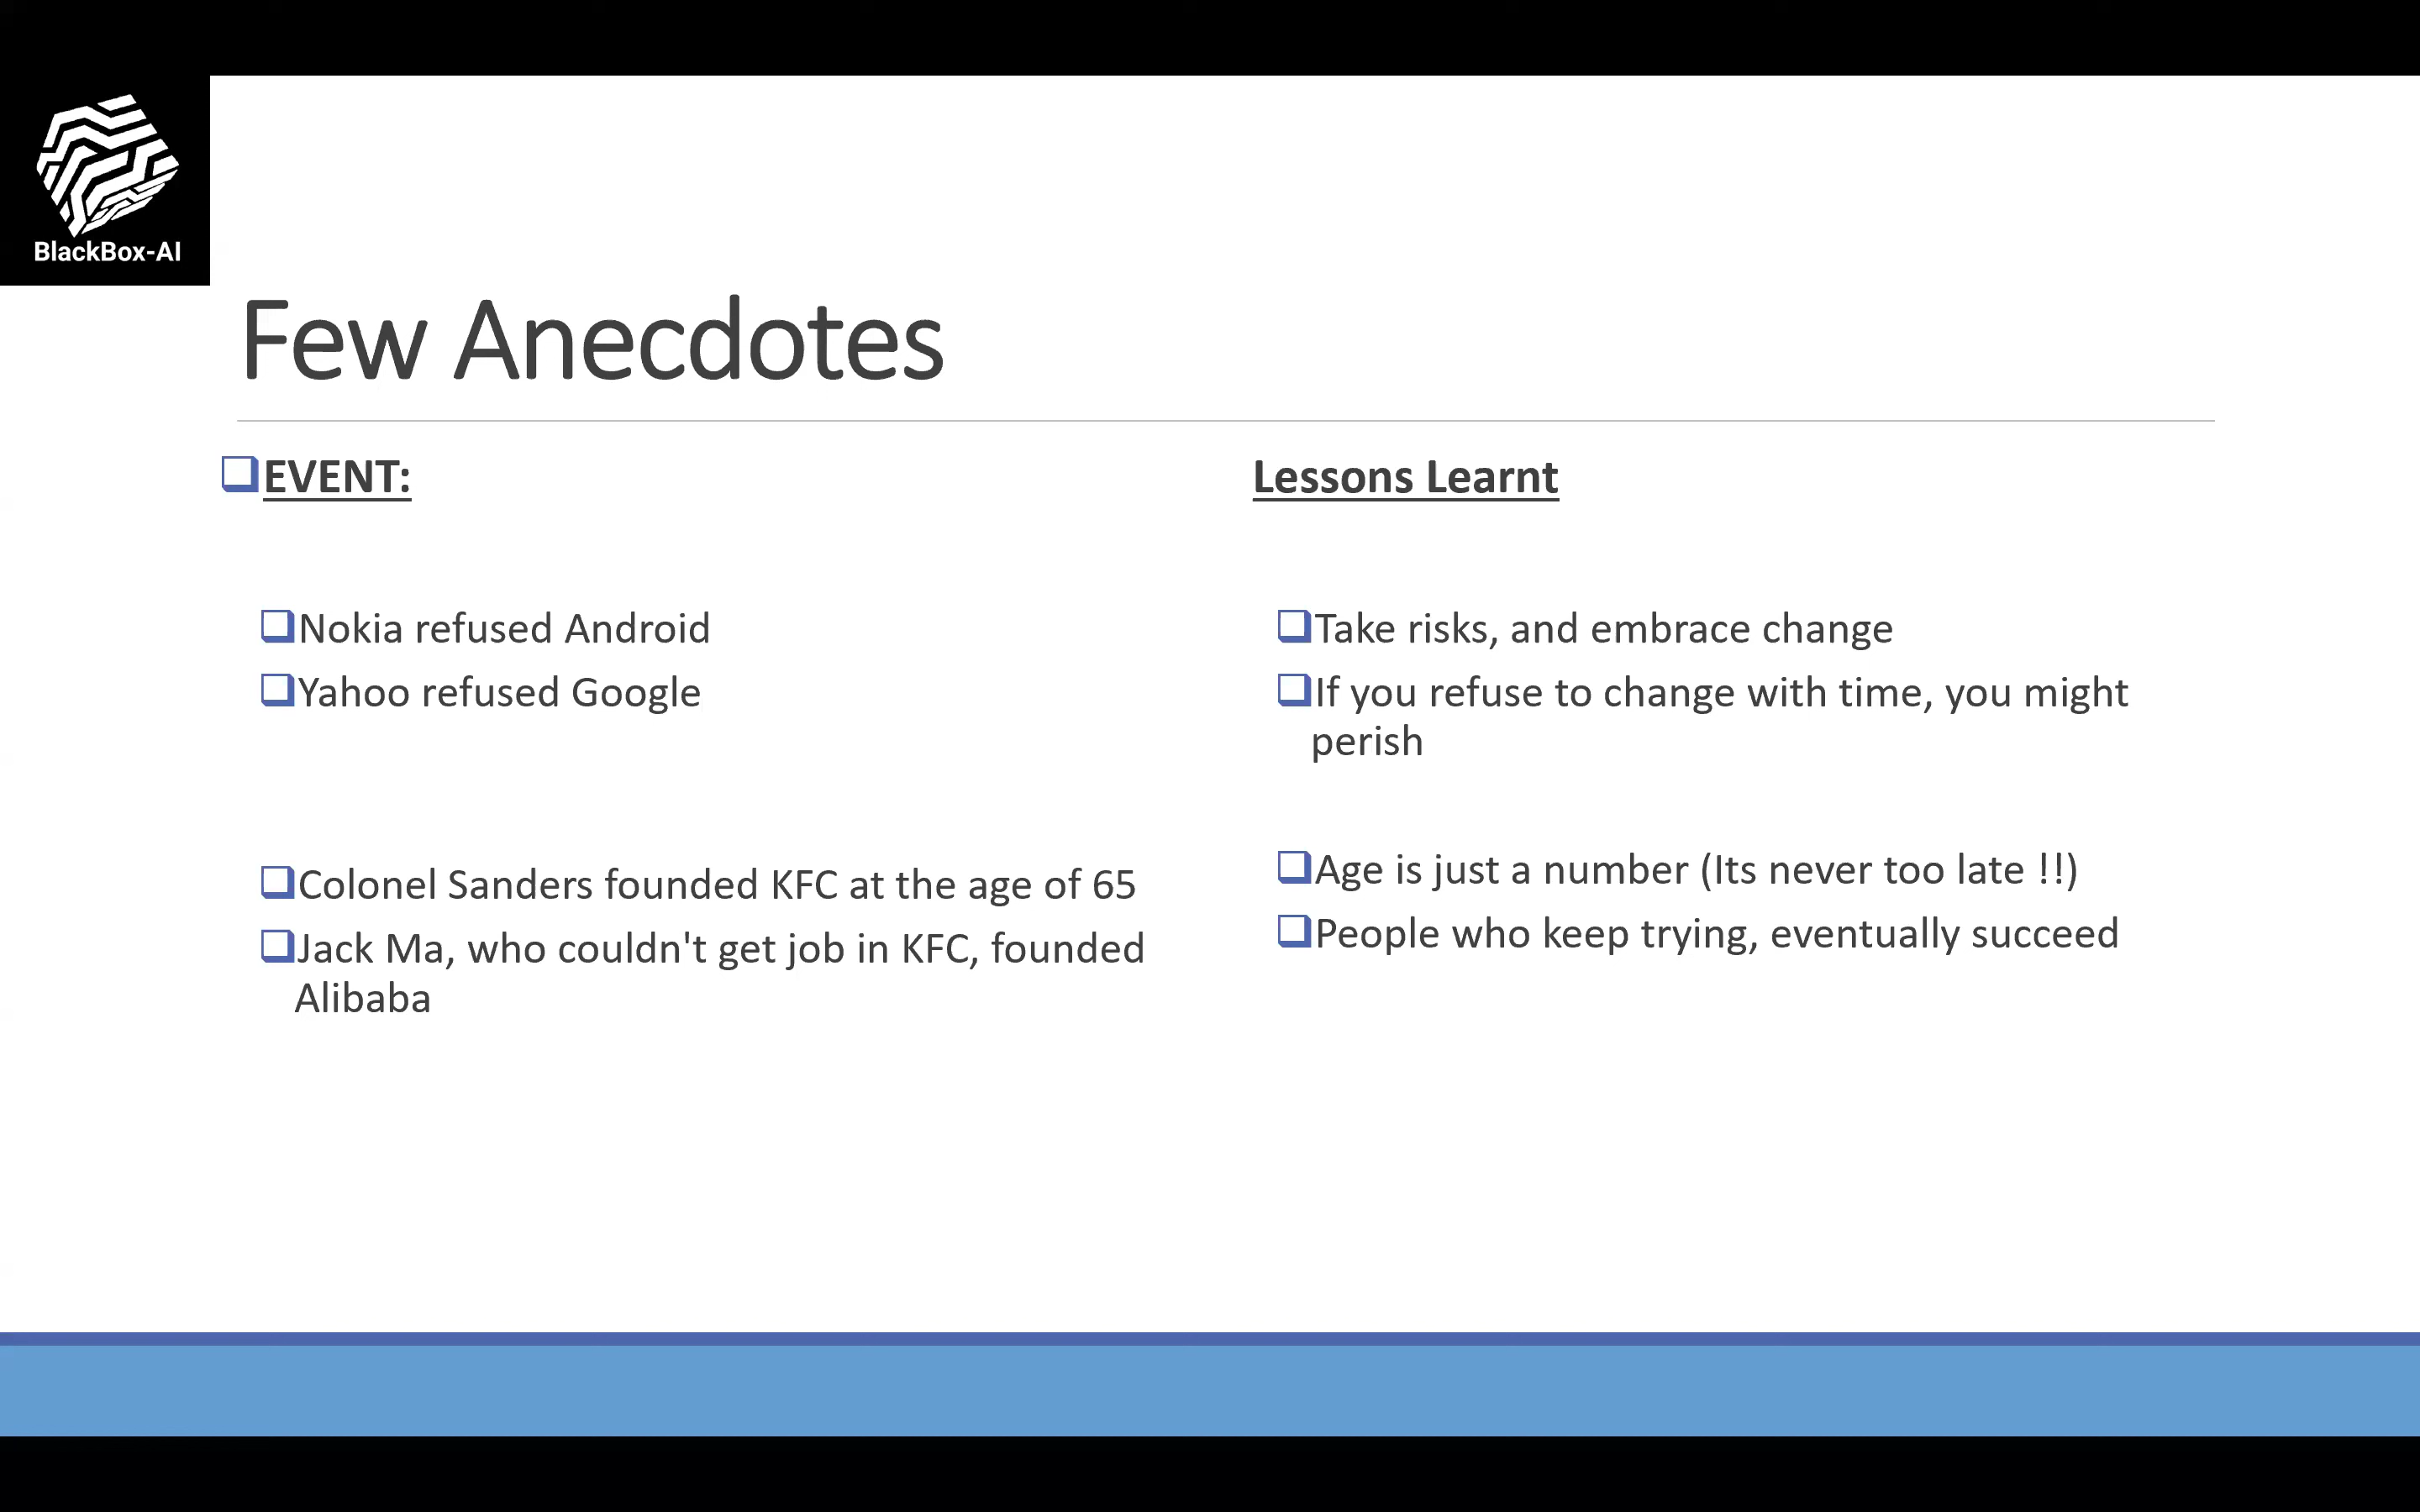 BlackBox-AI
Few Anecdotes
EVENT:
Nokia refused Android
Yahoo refused Google
Colonel Sanders founded KFC at the age of 65
Jack Ma, who couldn't get job in KFC, founded
Alibaba
Lessons Learnt
Take risks, and embrace change
If you refuse to change with time, you might
perish
Age is just a number (Its never too late !!)
People who keep trying, eventually succeed